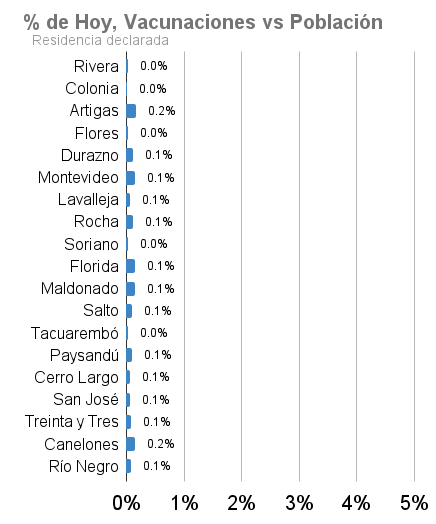 % de Hoy, Vacunaciones vs Población
Residencia declarada
Rivera 0.0%
Colonia 0.0%
Artigas 0.2%
Flores 0.0%
Durazno 0.1%
Montevideo 0.1%
Lavalleja 0.1%
Rocha 0.1%
Soriano 0.0%
Florida 0.1%
Maldonado 0.1%
Salto 0.1%
Tacuarembó 0.0%
Paysandú 0.1%
Cerro Largo 0.1%
San José 0.1%
Treinta y Tres 0.1%
Canelones 0.2%
Río Negro 0.1%
0% 1% 2% 3% 4% 5%